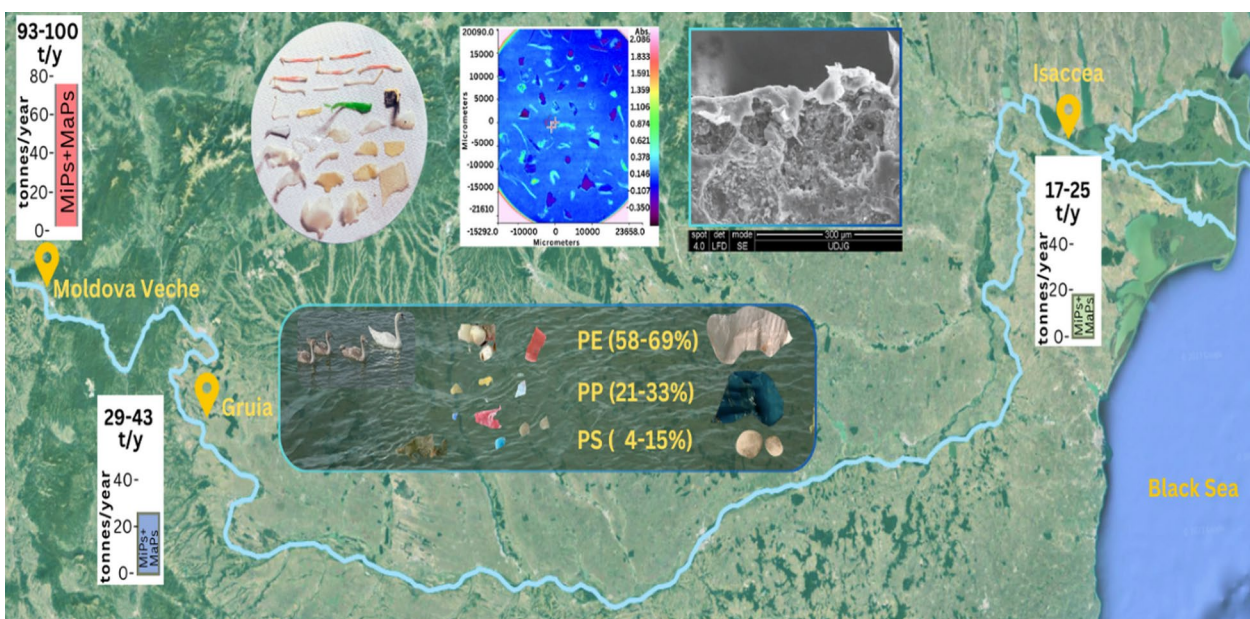 93-100
t/y
80-
60-
40-
20-
0-
tonnes/year
MiPs+MaPs
Moldova Veche
Gruia
29-43
t/y
40-
20-
0-
tonnes/year
MiPs+
MaPs
20090.0
15000
10000
5000
0
-5000
-10000
-15000
-21610
Micrometers
-15292.0 -10000 0 10000 23658.0
Micrometers
Abs.
2.086
1.833
1.591
1.359
1.106
0.874
0.621
0.378
0.146
-0.107
-0.350
spot det mode 300 µm
4.0 LFD SE UDJG
PE (58-69%)
PP (21-33%)
PS ( 4-15%)
Isaccea
17-25
t/y
40-
20-
0-
tonnes/year
MiPs+
MaPs
Black Sea